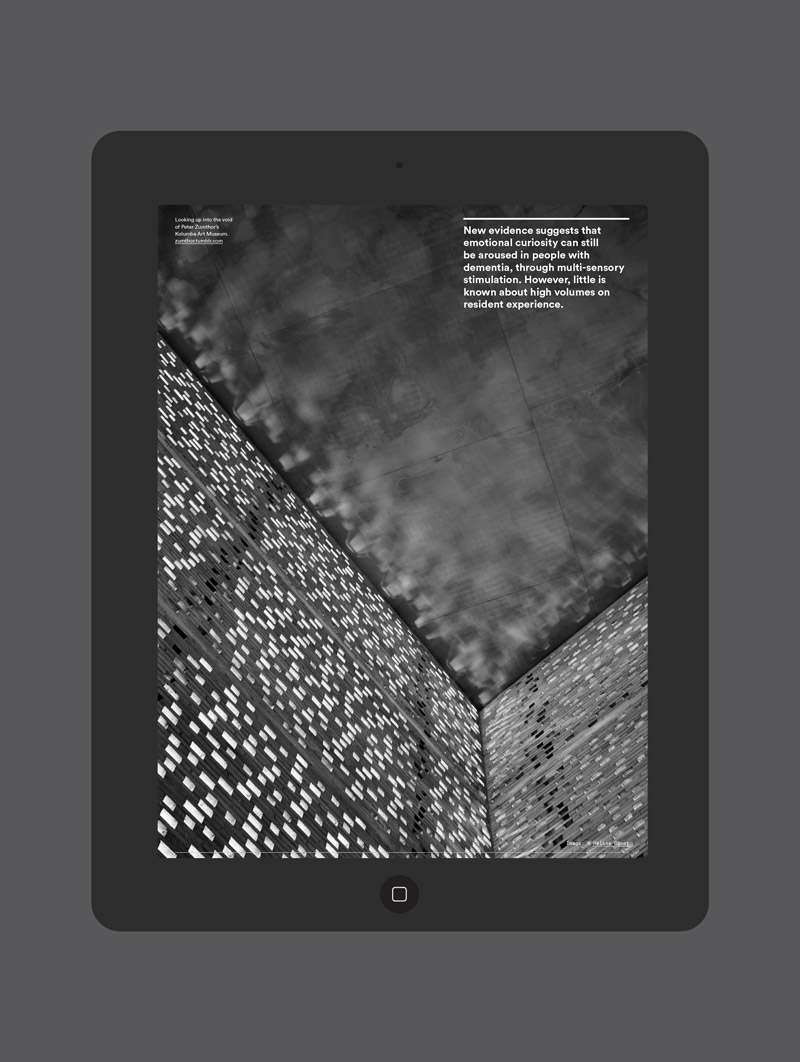 Looking up into the void
of Peter Zumthor's
Kolumba Art Museum.
zumthor.tumblr.com
New evidence suggests that
emotional curiosity can still
be aroused in people with
dementia, through multi-sensory
stimulation. However, little is
known about high volumes on
resident experience.
Image: ©